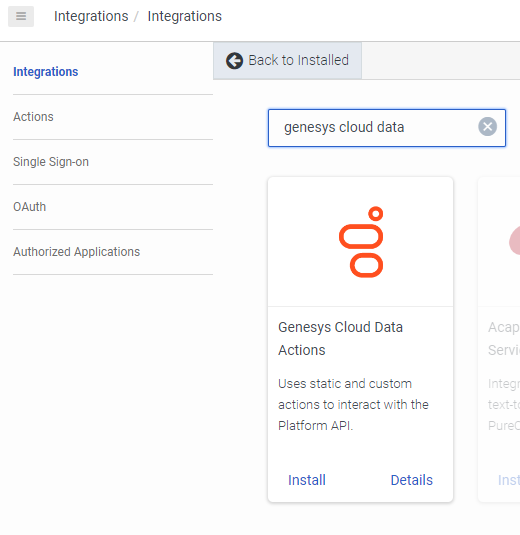 Integrations / Integrations
Integrations
Back to Installed
Actions
genesys cloud data
Single Sign-on
OAuth
Authorized Applications
Genesys Cloud Data
Actions
Uses static and custom
actions to interact with the
Platform API.
Install
Details
Acap
Servi
Integr
text-to
PureC
Inst